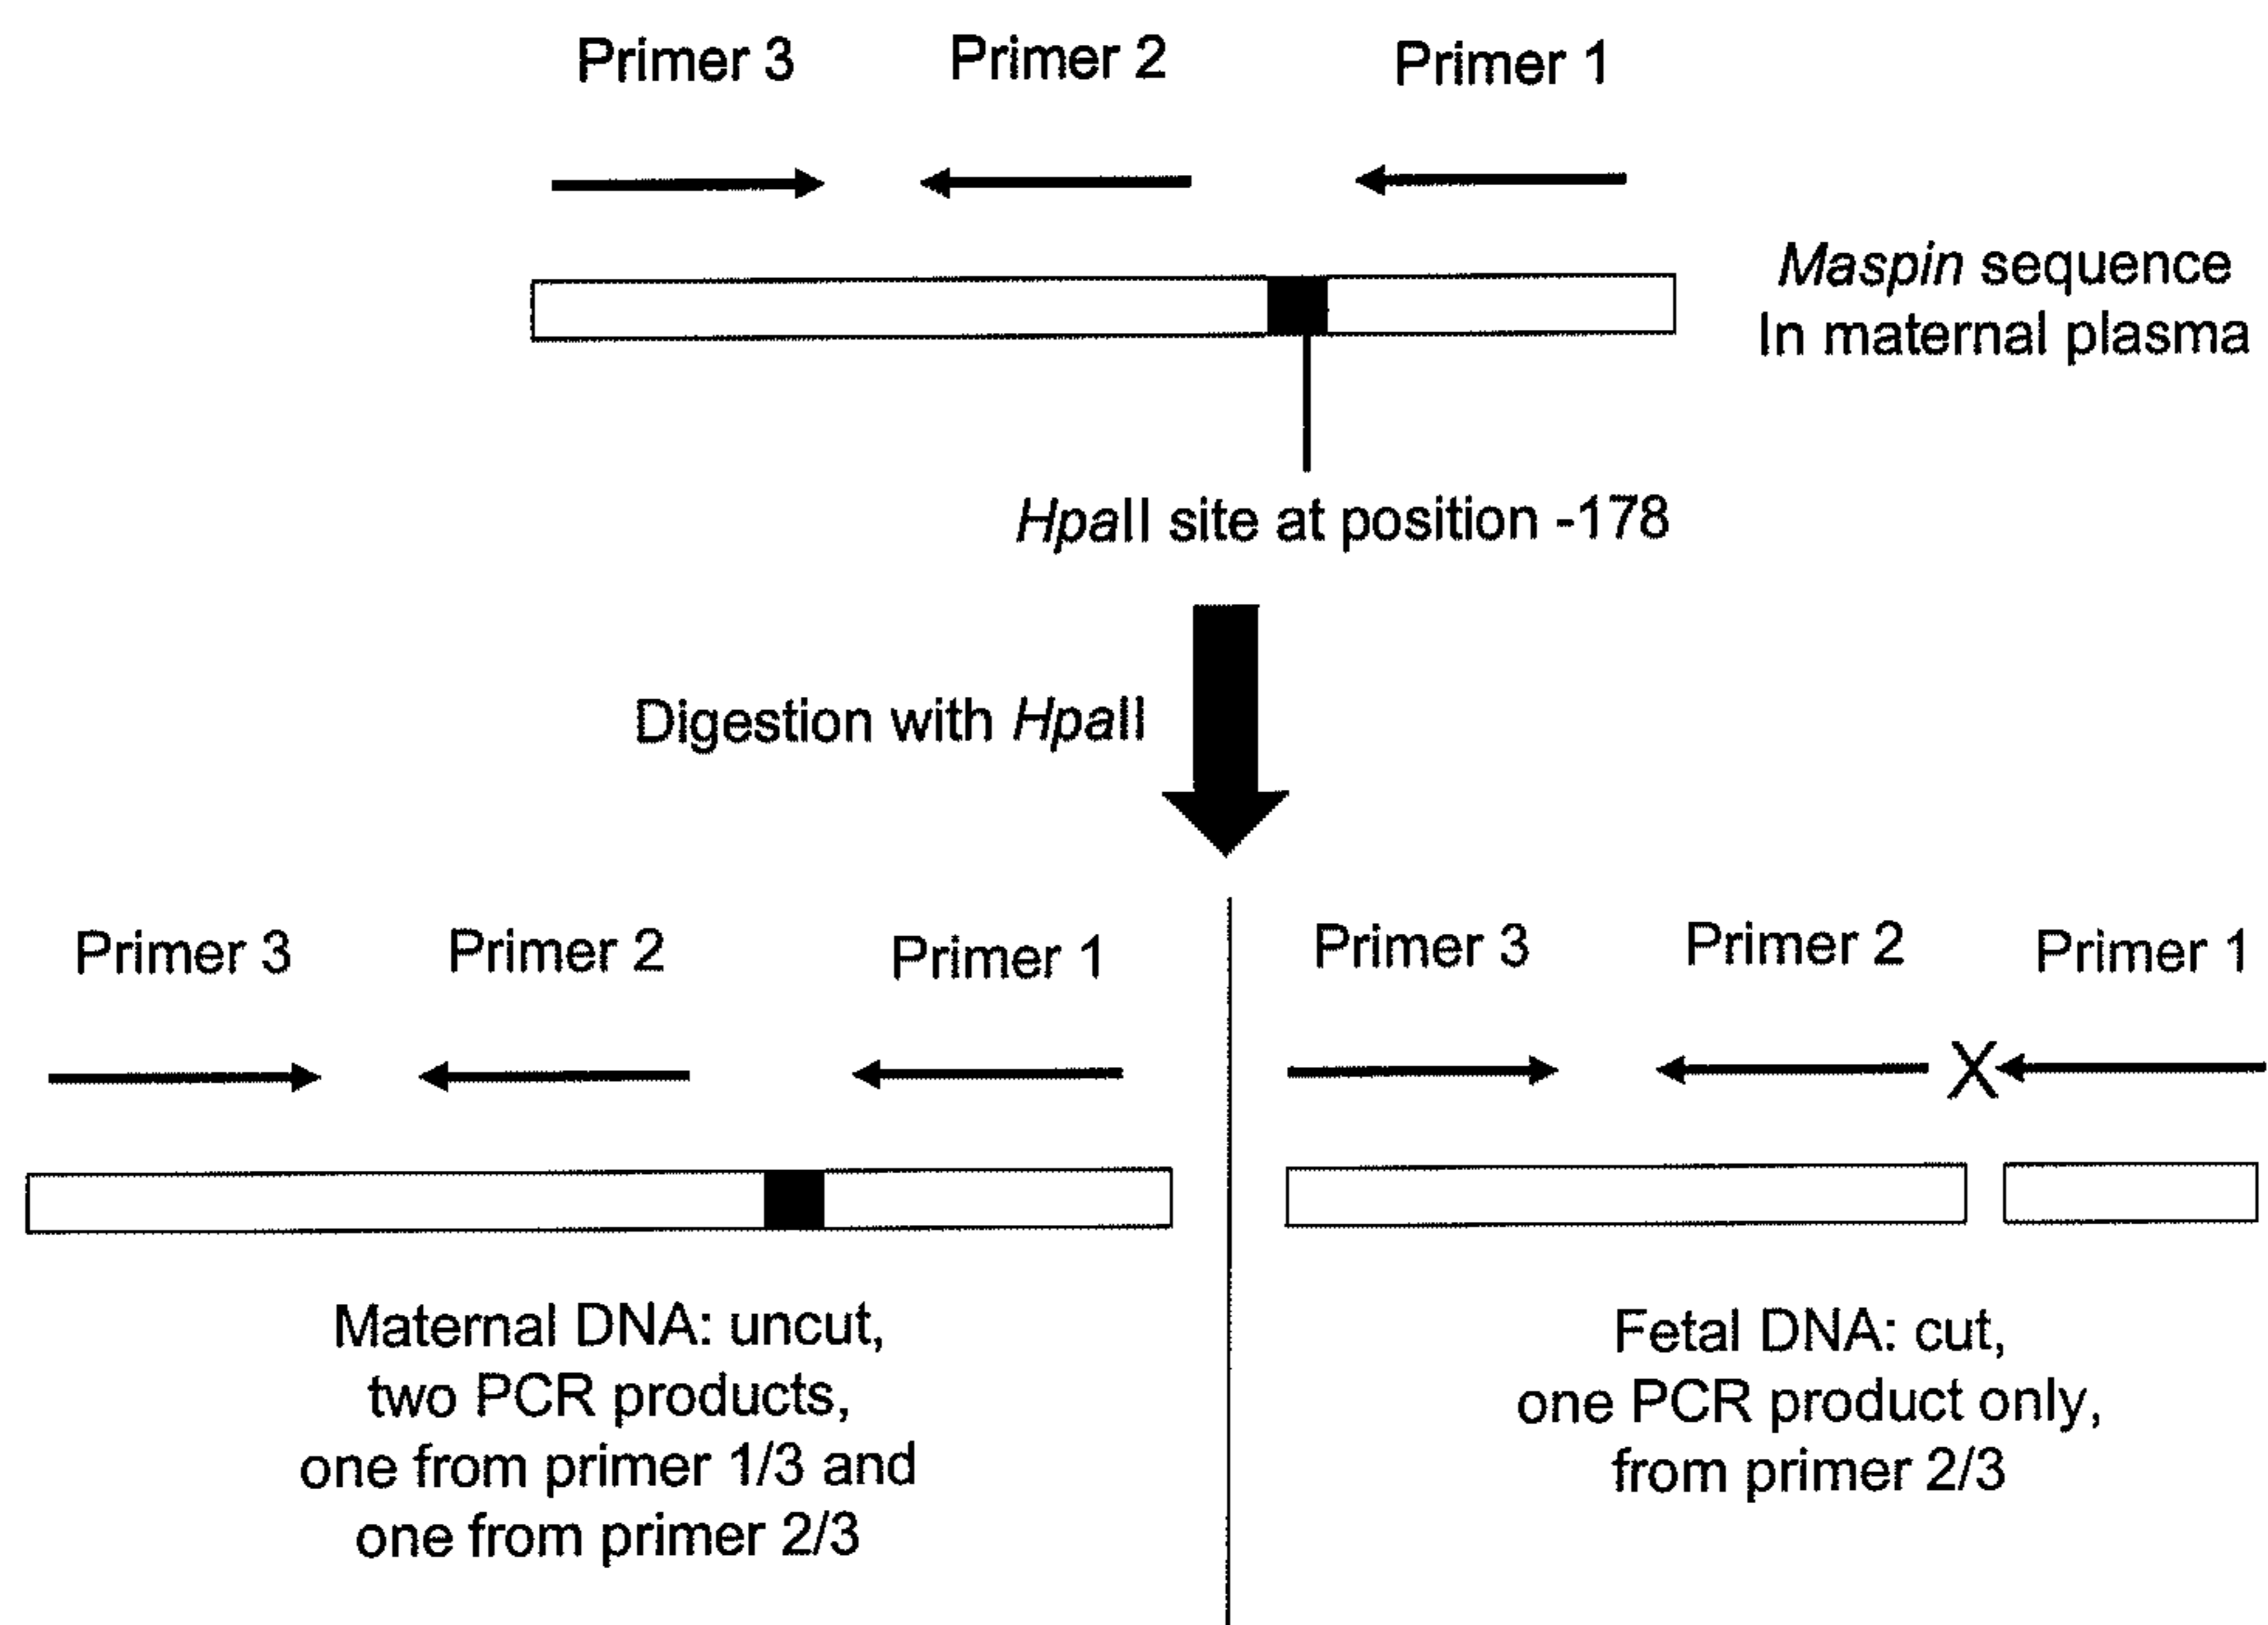 Primer 3 Primer 2 Primer 1
Maspin sequence
In maternal plasma
HpaII site at position -178
Digestion with HpaII
Primer 3 Primer 2 Primer 1
Primer 3 Primer 2 Primer 1
X
Maternal DNA: uncut,
two PCR products,
one from primer 1/3 and
one from primer 2/3
Fetal DNA: cut,
one PCR product only,
from primer 2/3